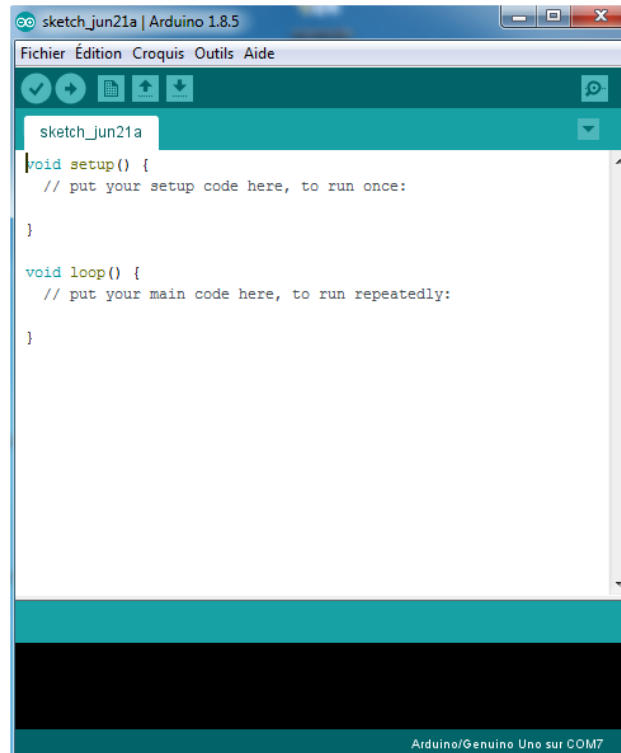 sketch_jun21a | Arduino 1.8.5
Fichier Édition Croquis Outils Aide
sketch_jun21a
void setup() {
  // put your setup code here, to run once:
}
void loop() {
  // put your main code here, to run repeatedly:
}
Arduino/Genuino Uno sur COM7